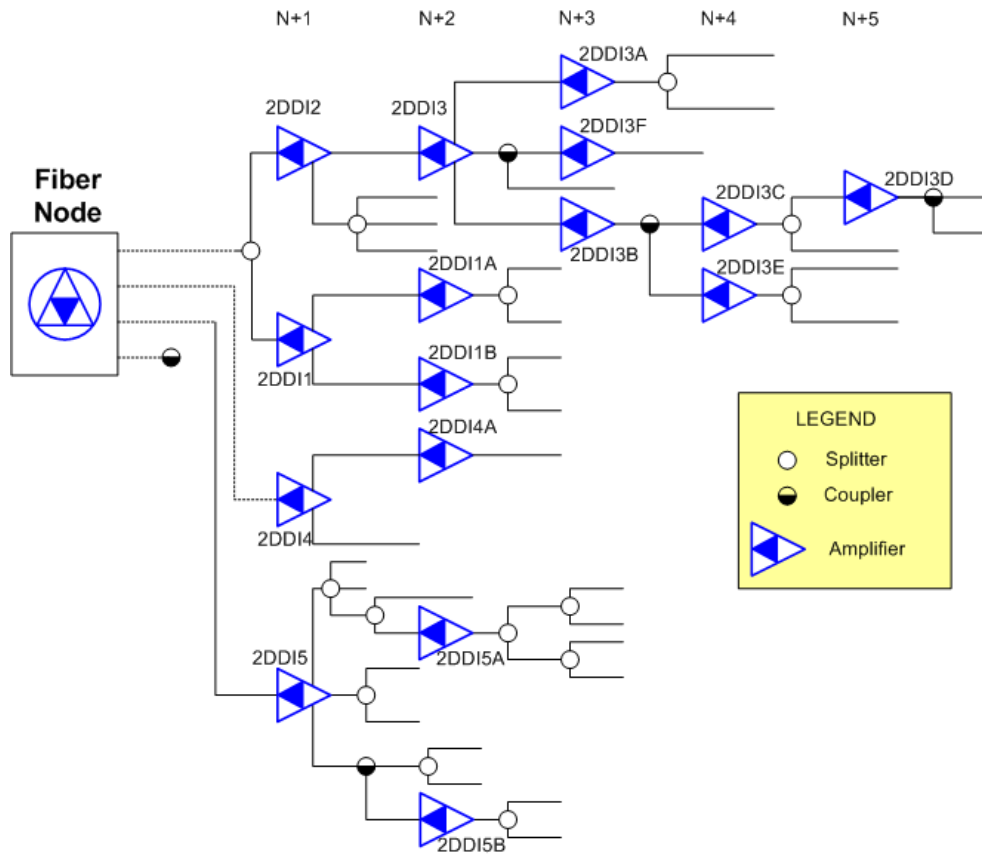 N+1 N+2 N+3 N+4 N+5
2DDI3A
2DDI2 2DDI3 2DDI3F
Fiber
Node
2DDI3C 2DDI3D
2DDI3B
2DDI1A 2DDI3E
2DDI1B
2DDI1
2DDI4A
LEGEND
Splitter
Coupler
Amplifier
2DDI4
2DDI5 2DDI5A
2DDI5B